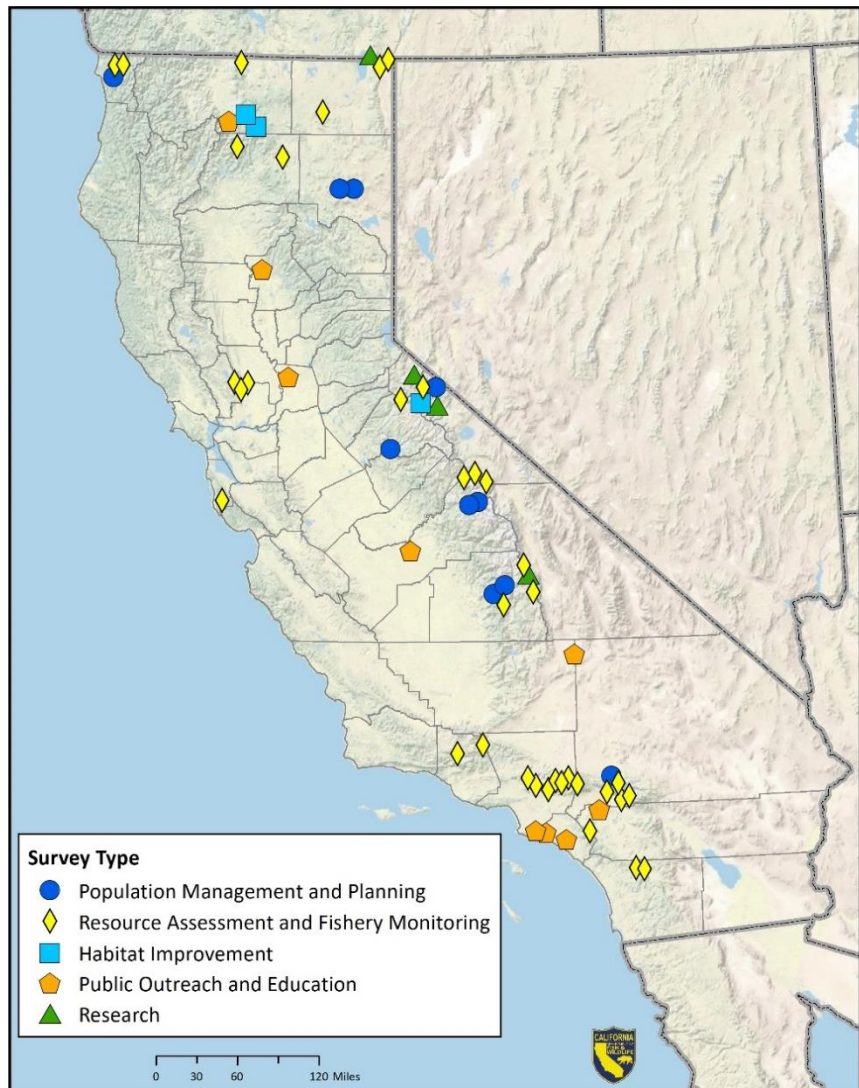 Survey Type
Population Management and Planning
Resource Assessment and Fishery Monitoring
Habitat Improvement
Public Outreach and Education
Research
0 30 60 120 Miles
CALIFORNIA
FISH &
WILDLIFE